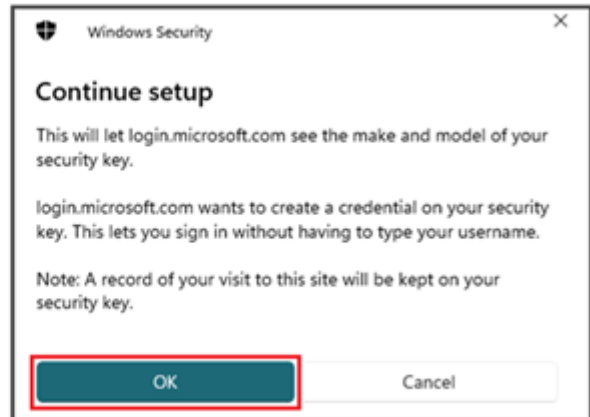 Windows Security
Continue setup
This will let login.microsoft.com see the make and model of your
security key.
login.microsoft.com wants to create a credential on your security
key. This lets you sign in without having to type your username.
Note: A record of your visit to this site will be kept on your
security key.
OK
Cancel